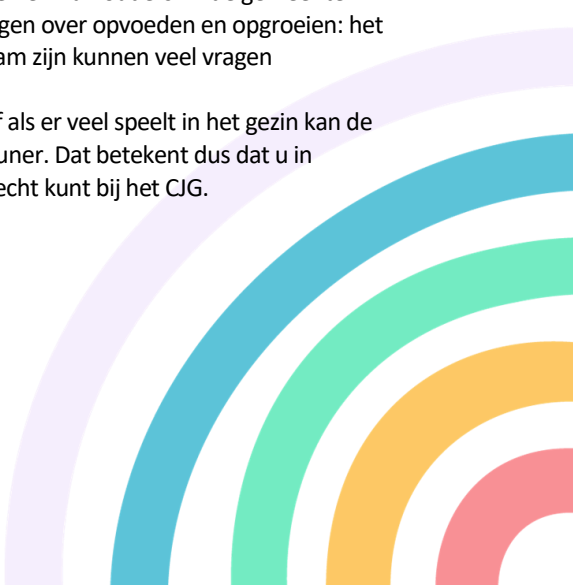 gen over opvoeden en opgroeien: het
am zijn kunnen veel vragen
als er veel speelt in het gezin kan de
uner. Dat betekent dus dat u in
echt kunt bij het CJG.